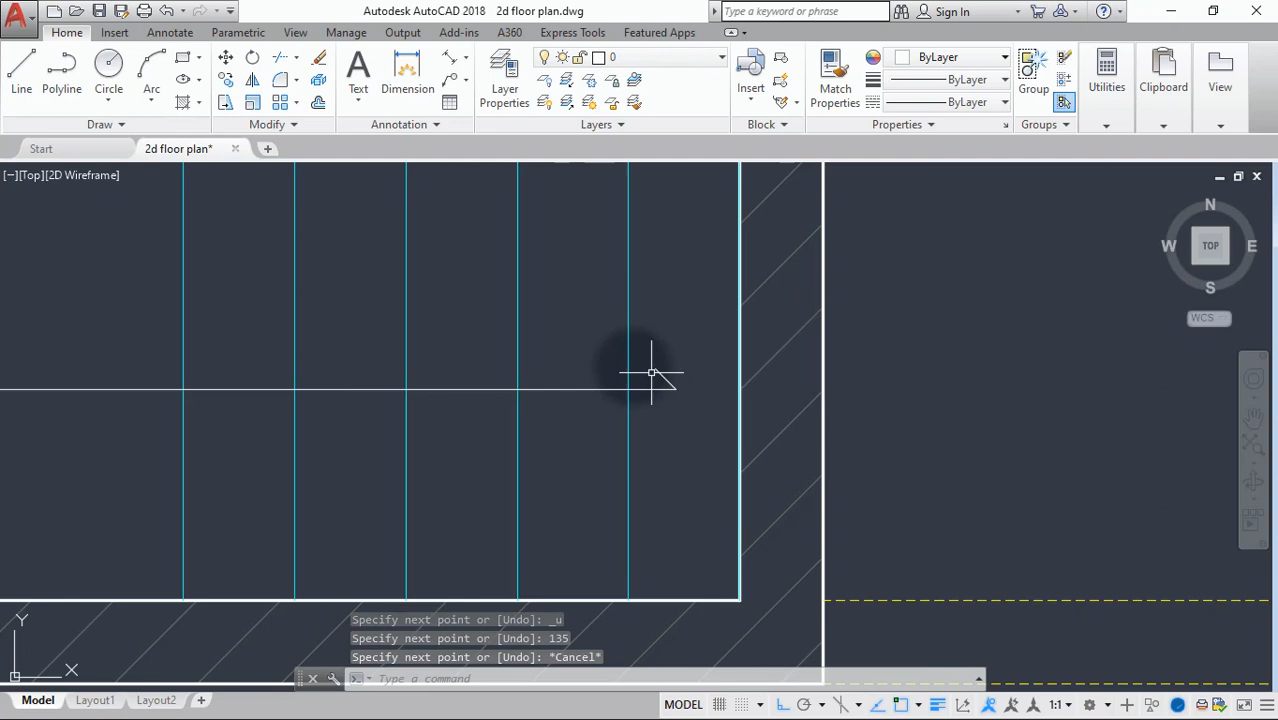 Autodesk AutoCAD 2018 2d floor plan.dwg
Type a keyword or phrase
Sign In
Home Insert Annotate Parametric View Manage Output Add-ins A360 Express Tools Featured Apps
Line Polyline Circle Arc
Draw
Modify
Text Dimension
Annotation
Layer Properties
0
Layers
Insert
Block
Match Properties
ByLayer
ByLayer
ByLayer
Properties
Group
Groups
Utilities
Clipboard
View
Start
2d floor plan*
[−][Top][2D Wireframe]
N
W TOP E
S
WCS
Y
X
Specify next point or [Undo]: _u
Specify next point or [Undo]: 135
Specify next point or [Undo]: *Cancel*
Type a command
Model Layout1 Layout2
MODEL
1:1